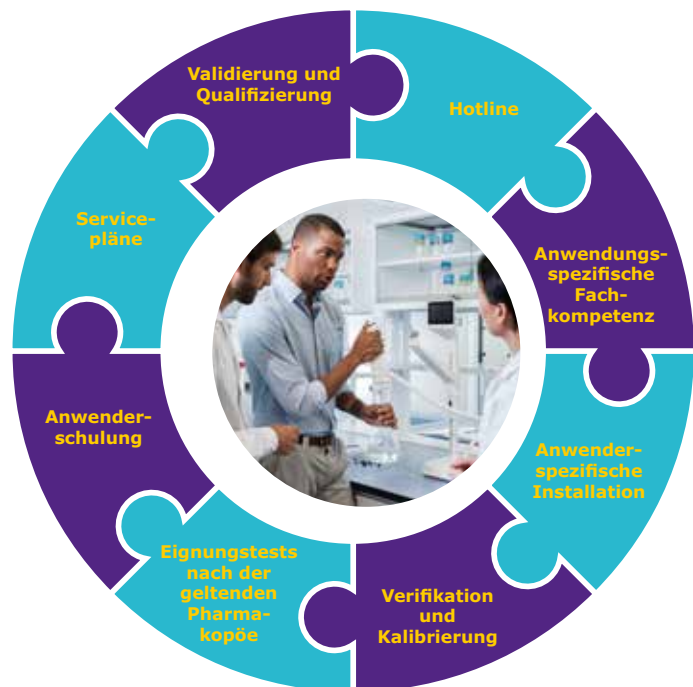 Validierung und
Qualifizierung
Hotline
Anwendungs-
spezifische
Fach-
kompetenz
Anwender-
spezifische
Installation
Verifikation
und
Kalibrierung
Eignungstests
nach der
geltenden
Pharma-
kopöe
Anwender-
schulung
Service-
pläne